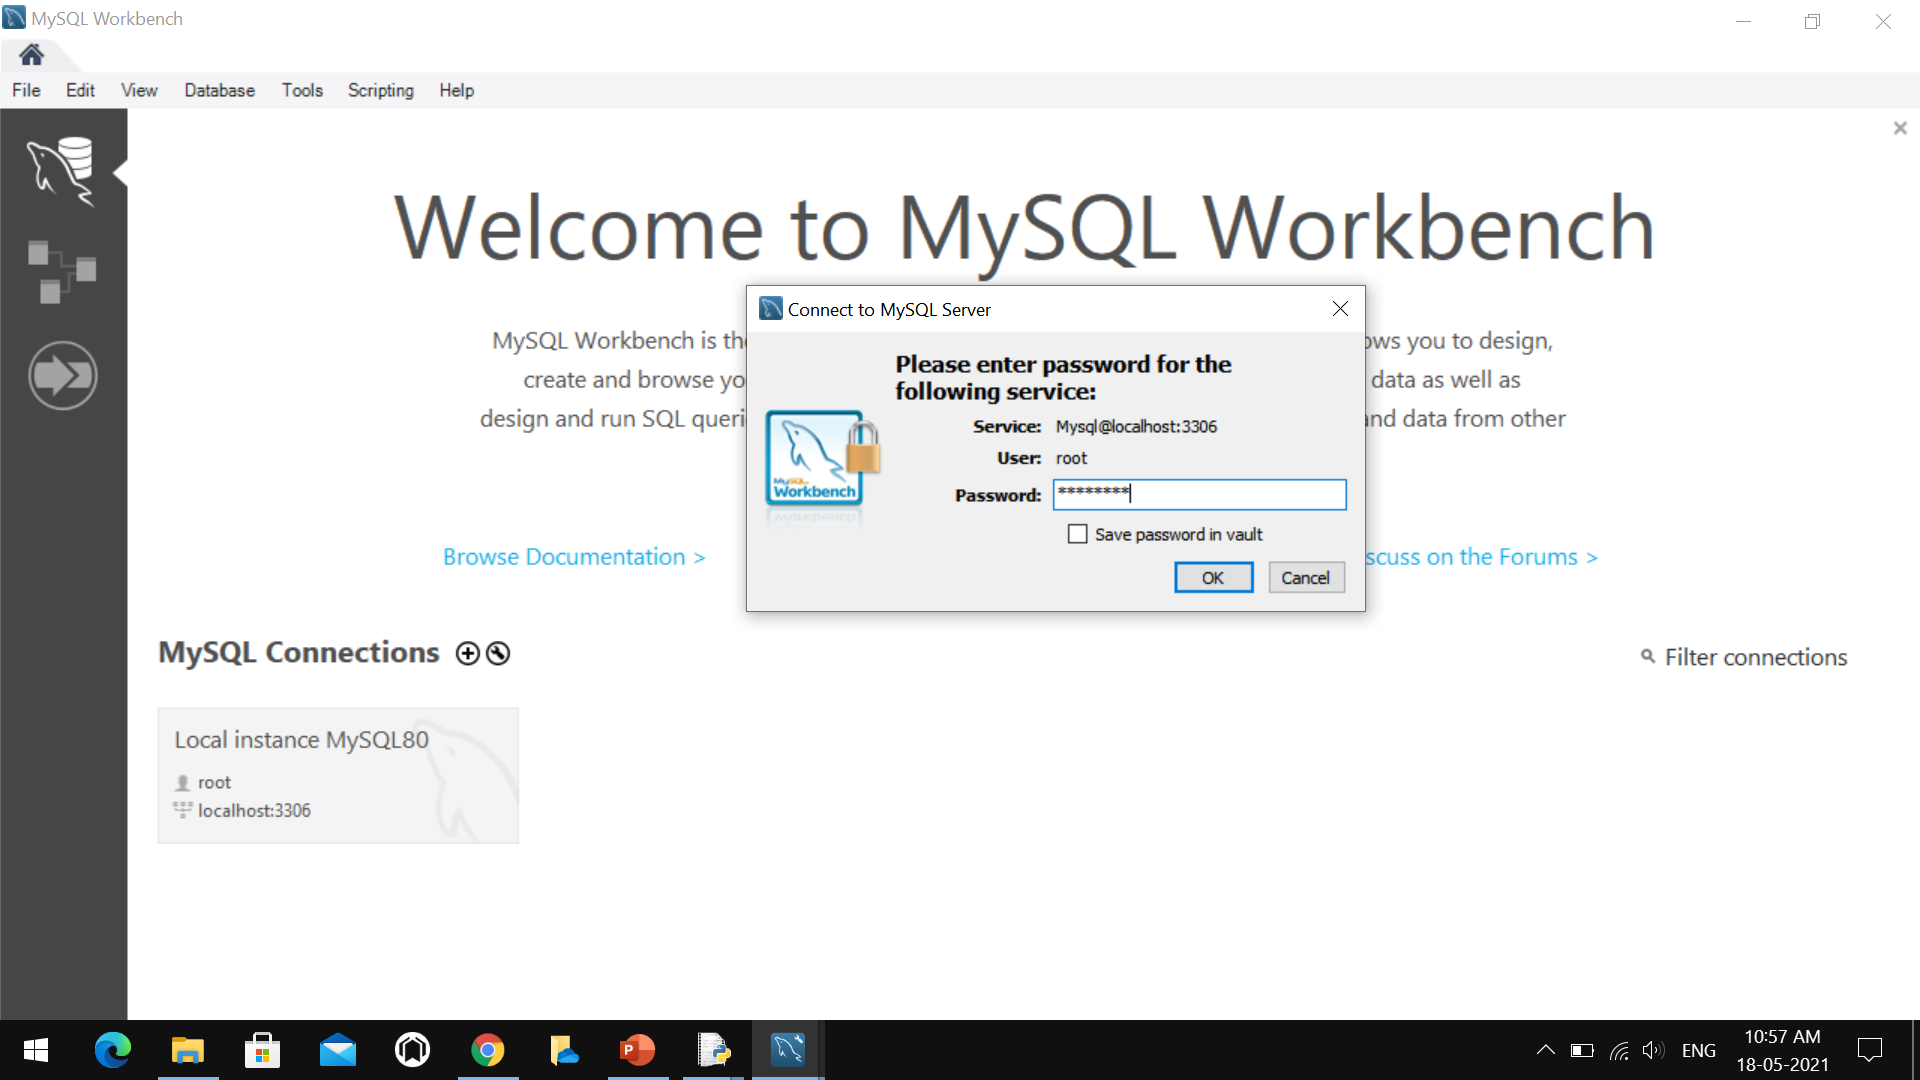 MySQL Workbench
File Edit View Database Tools Scripting Help
Welcome to MySQL Workbench
Connect to MySQL Server
Please enter password for the
following service:
Service: Mysql@localhost:3306
User: root
Password: ********
Save password in vault
OK Cancel
MySQL
Workbench
MySQL Workbench is the ows you to design,
create and browse yo data as well as
design and run SQL queri and data from other
Browse Documentation > scuss on the Forums >
MySQL Connections
Filter connections
Local instance MySQL80
root
localhost:3306
ENG
10:57 AM
18-05-2021